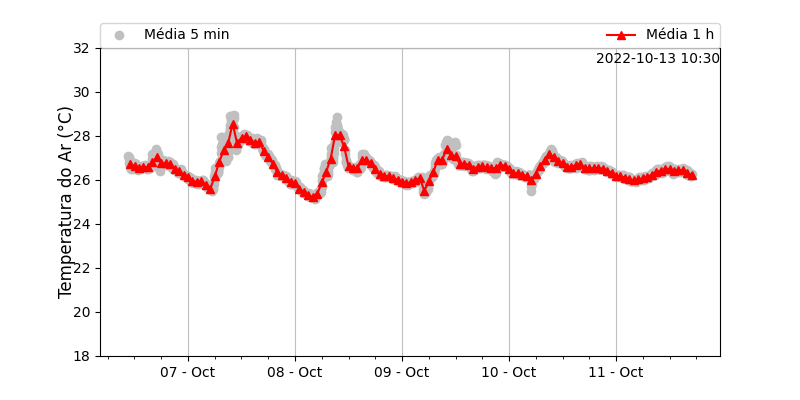 Média 5 min
Média 1 h
2022-10-13 10:30
Temperatura do Ar (°C)
32
30
28
26
24
22
20
18
07 - Oct
08 - Oct
09 - Oct
10 - Oct
11 - Oct